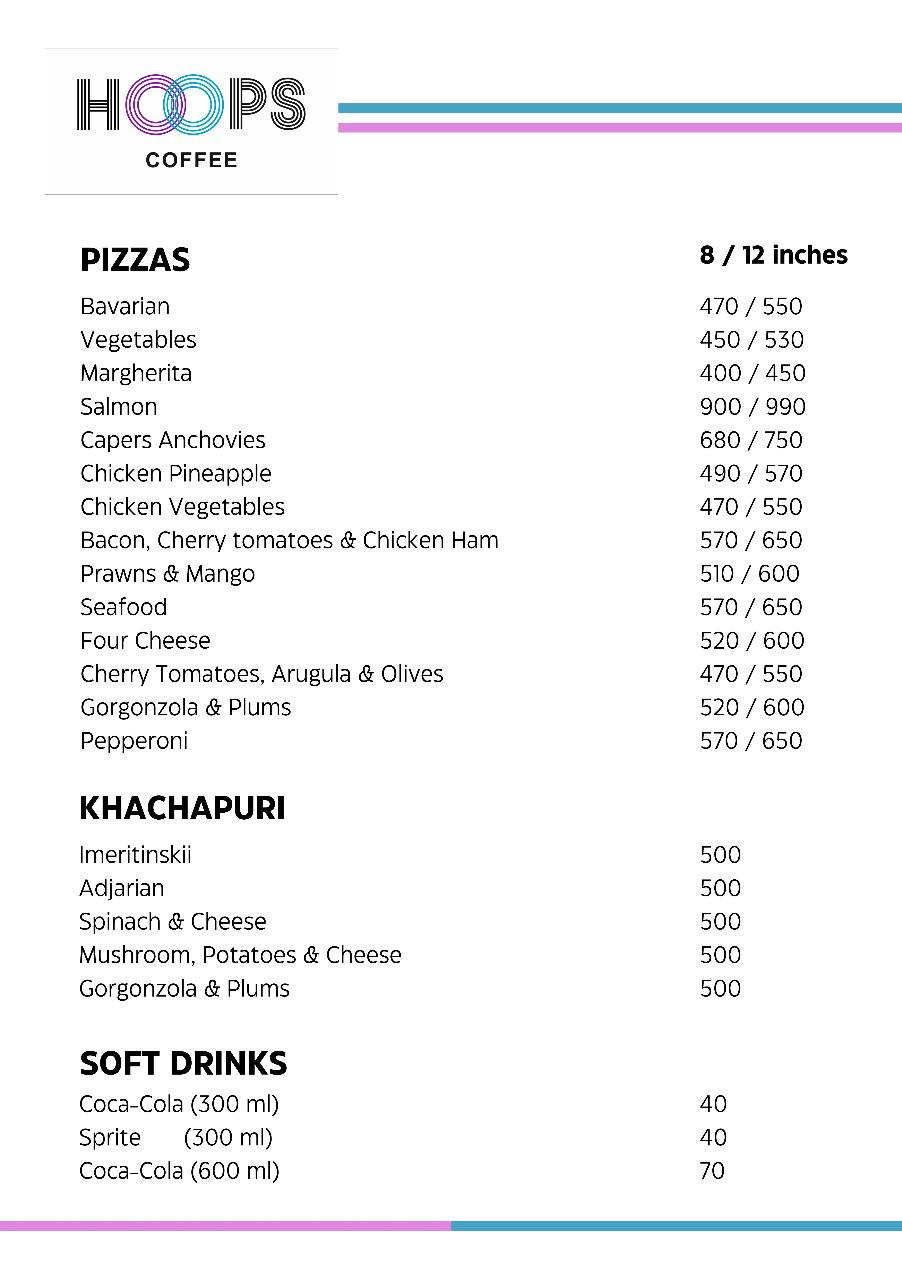 HOOPS
COFFEE
PIZZAS 8 / 12 inches
Bavarian 470 / 550
Vegetables 450 / 530
Margherita 400 / 450
Salmon 900 / 990
Capers Anchovies 680 / 750
Chicken Pineapple 490 / 570
Chicken Vegetables 470 / 550
Bacon, Cherry tomatoes & Chicken Ham 570 / 650
Prawns & Mango 510 / 600
Seafood 570 / 650
Four Cheese 520 / 600
Cherry Tomatoes, Arugula & Olives 470 / 550
Gorgonzola & Plums 520 / 600
Pepperoni 570 / 650
KHACHAPURI
Imeritinskii 500
Adjarian 500
Spinach & Cheese 500
Mushroom, Potatoes & Cheese 500
Gorgonzola & Plums 500
SOFT DRINKS
Coca-Cola (300 ml) 40
Sprite (300 ml) 40
Coca-Cola (600 ml) 70